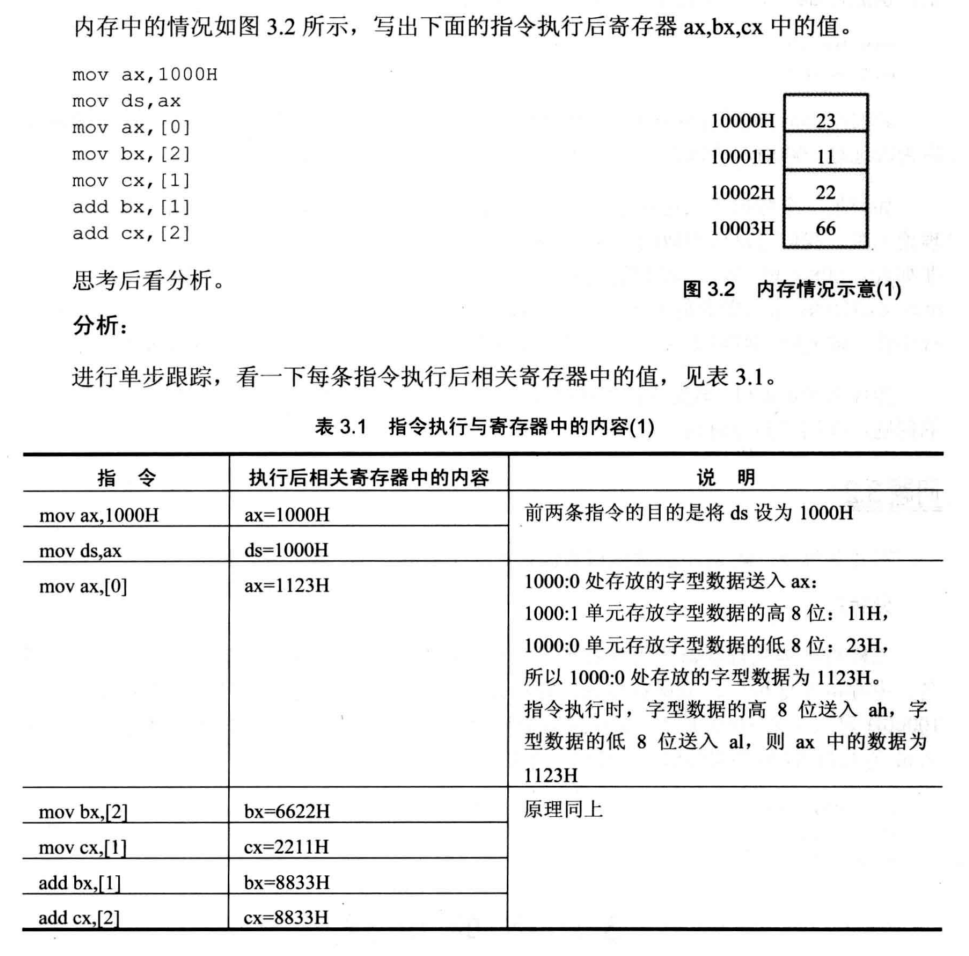 内存中的情况如图 3.2 所示，写出下面的指令执行后寄存器 ax,bx,cx 中的值。
mov ax,1000H
mov ds,ax
mov ax,[0]
mov bx,[2]
mov cx,[1]
add bx,[1]
add cx,[2]
10000H 23
10001H 11
10002H 22
10003H 66
图 3.2 内存情况示意(1)
思考后看分析。
分析：
进行单步跟踪，看一下每条指令执行后相关寄存器中的值，见表 3.1。
表 3.1 指令执行与寄存器中的内容(1)
指 令 执行后相关寄存器中的内容 说 明
mov ax,1000H ax=1000H 前两条指令的目的是将 ds 设为 1000H
mov ds,ax ds=1000H
mov ax,[0] ax=1123H 1000:0 处存放的字型数据送入 ax：
1000:1 单元存放字型数据的高 8 位：11H，
1000:0 单元存放字型数据的低 8 位：23H，
所以 1000:0 处存放的字型数据为 1123H。
指令执行时，字型数据的高 8 位送入 ah，字
型数据的低 8 位送入 al，则 ax 中的数据为
1123H
mov bx,[2] bx=6622H 原理同上
mov cx,[1] cx=2211H
add bx,[1] bx=8833H
add cx,[2] cx=8833H